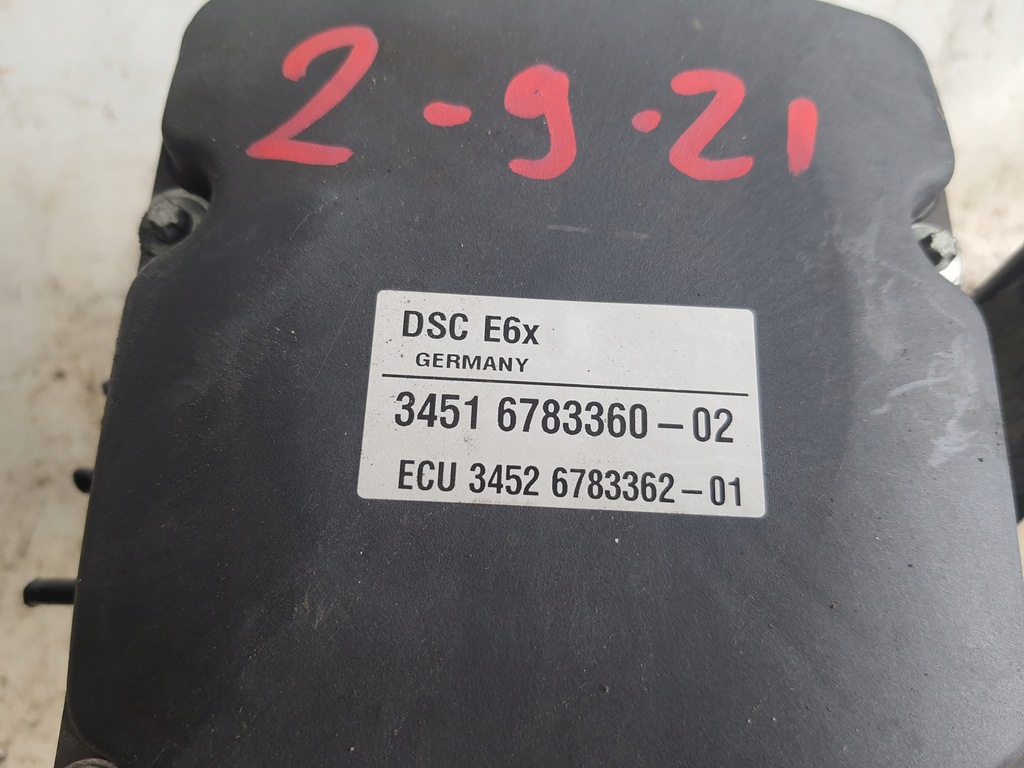 2-9.21
DSC E6x
GERMANY
3451 6783360-02
ECU 3452 6783362-01